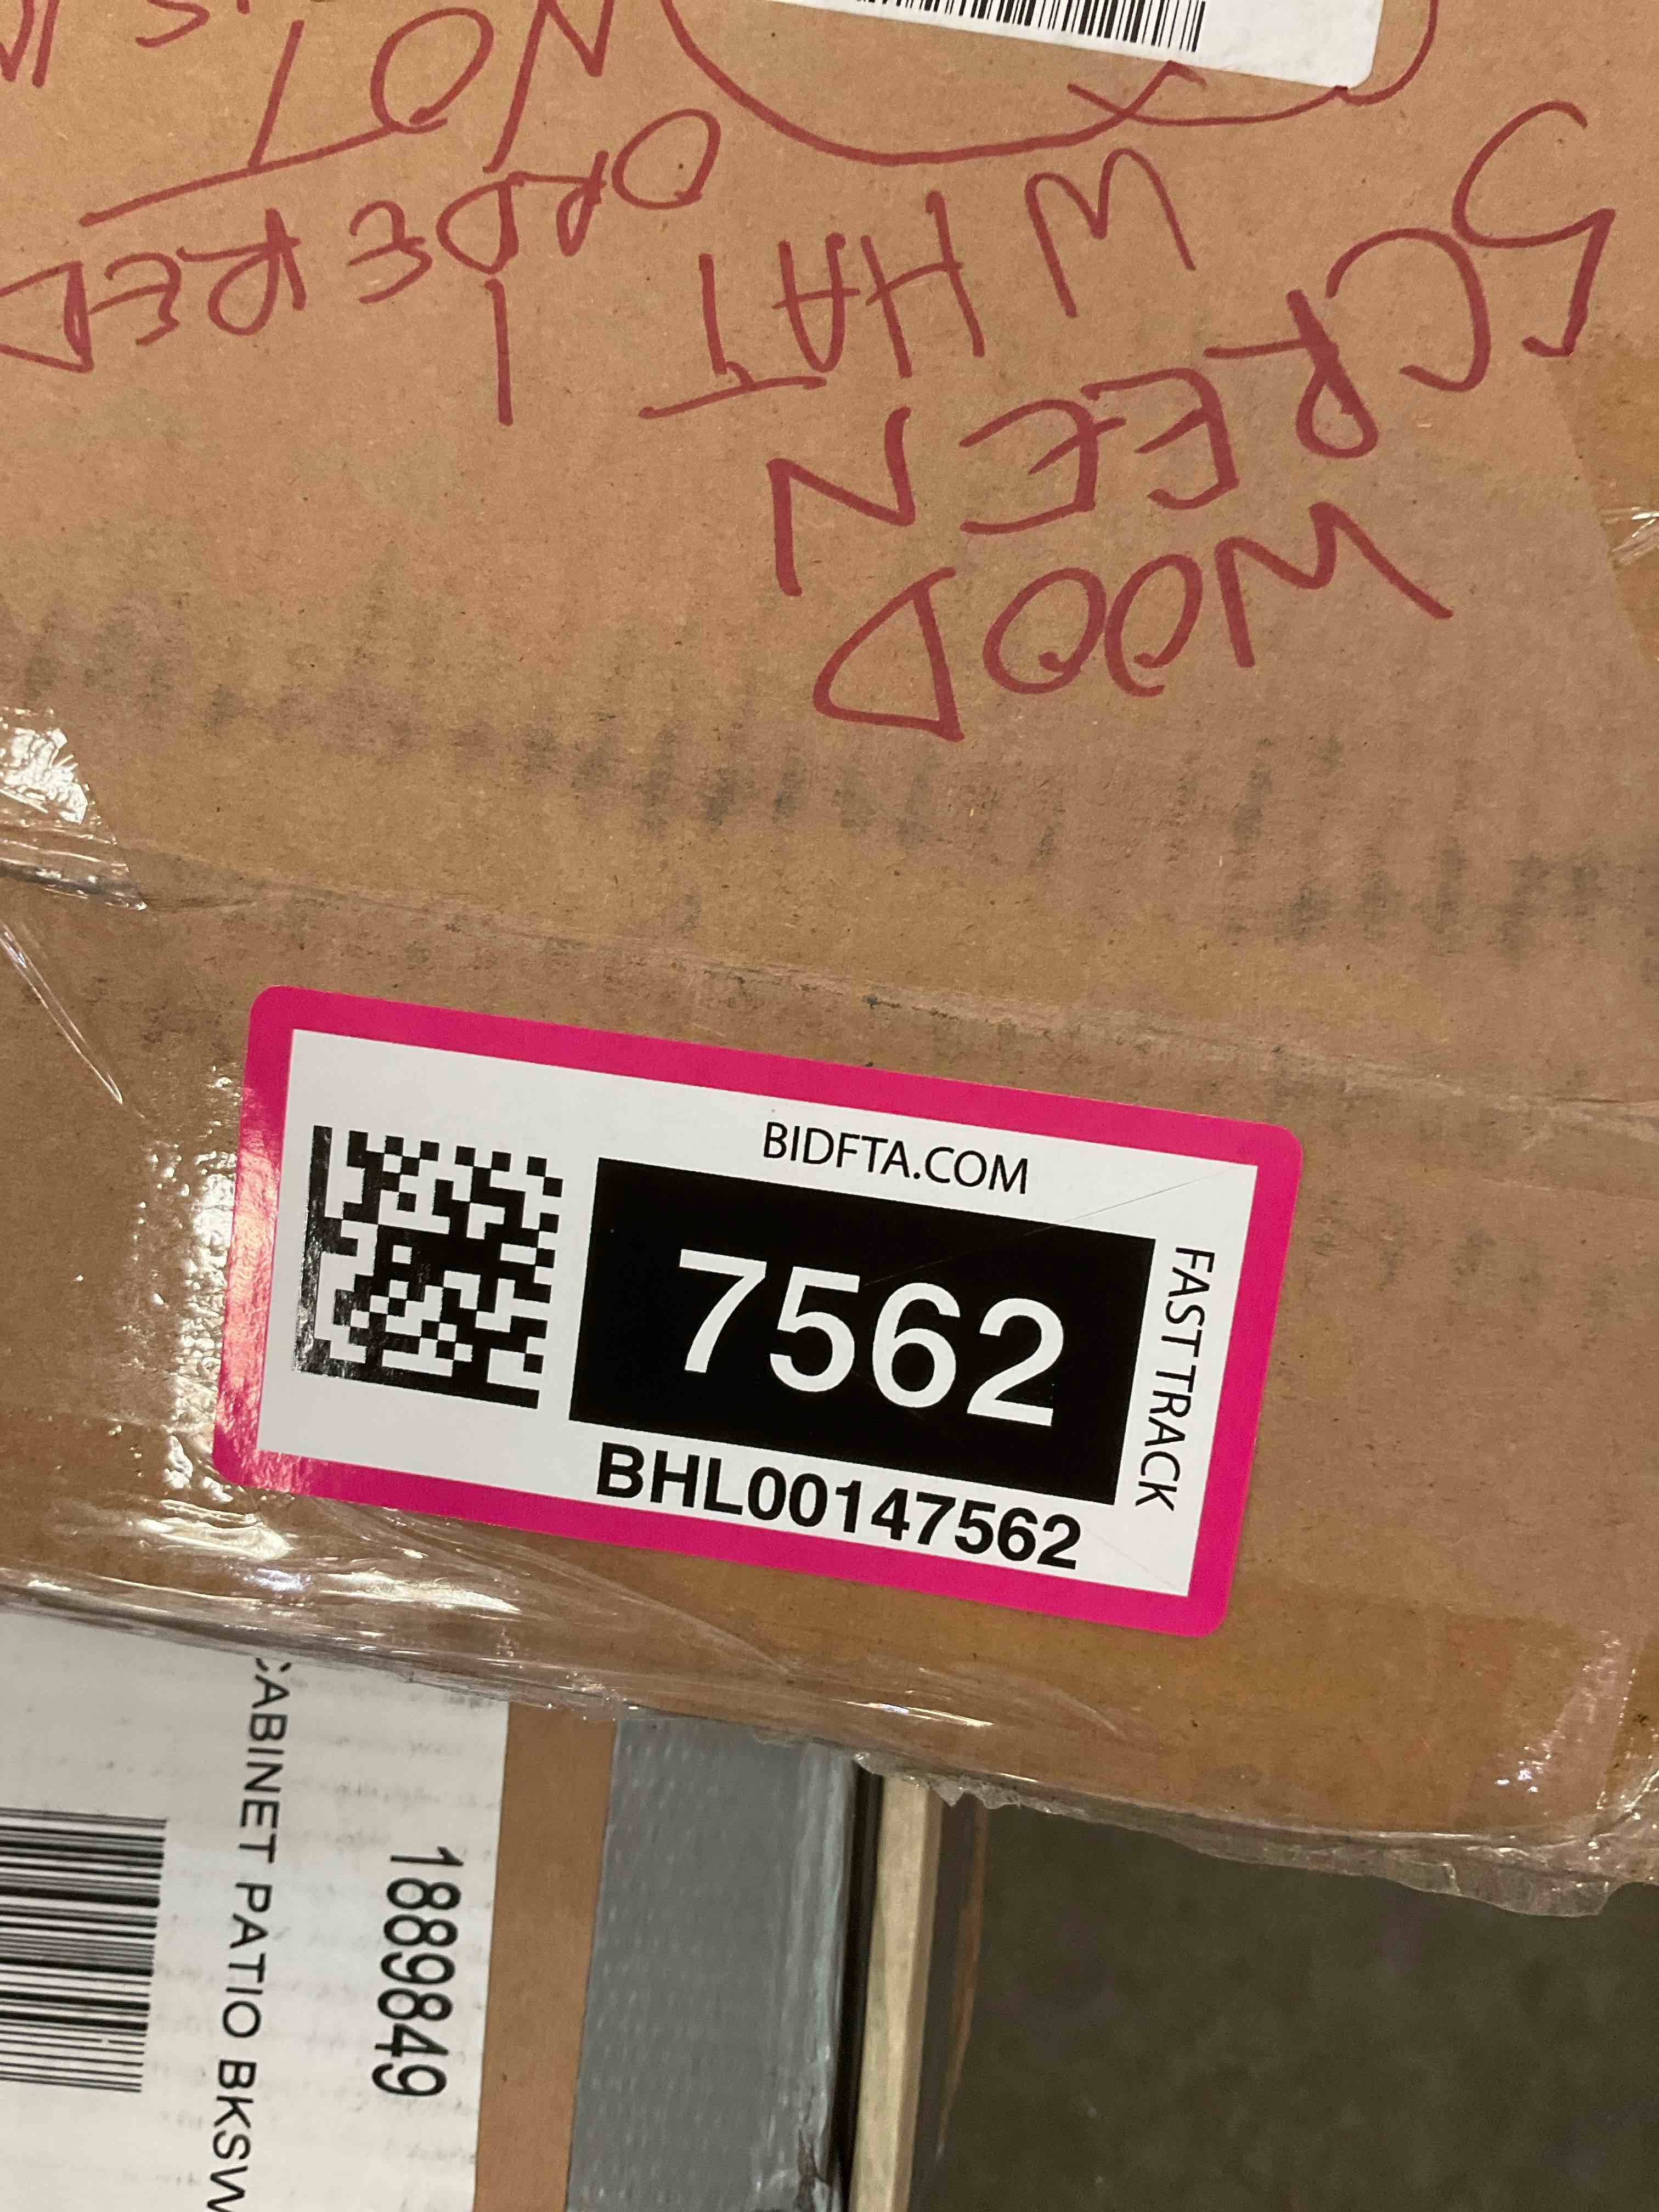 WOOD
SCREEN
WHAT I ORDERED
NOT
BIDFTA.COM
7562
FAST TRACK
BHL00147562
CABINET PATIO BKSW
1889849